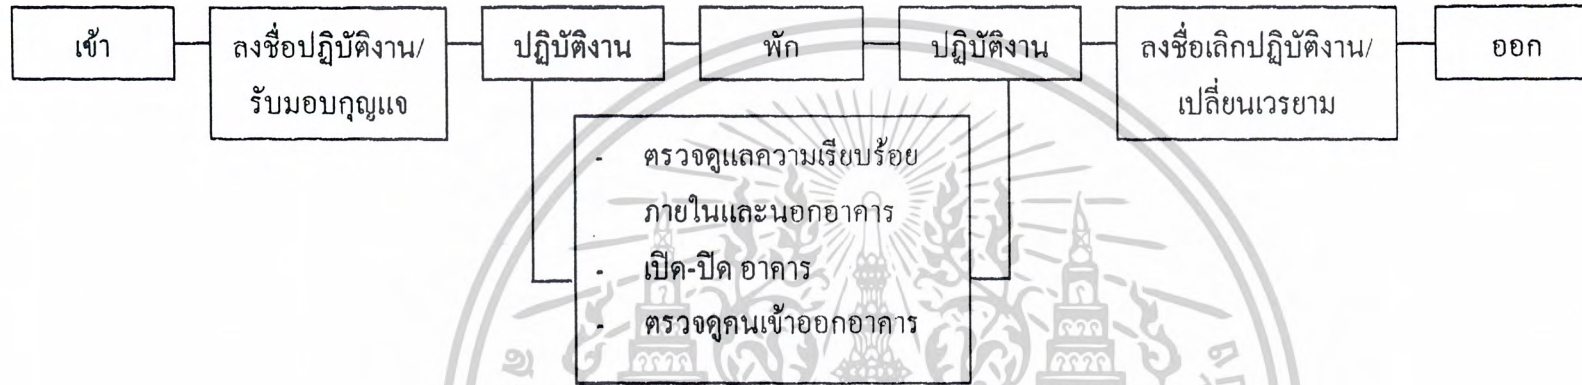 เข้า
ลงชื่อปฏิบัติงาน/
รับมอบกุญแจ
ปฏิบัติงาน
พัก
ปฏิบัติงาน
ลงชื่อเลิกปฏิบัติงาน/
เปลี่ยนเวรยาม
ออก
- ตรวจดูแลความเรียบร้อย
ภายในและนอกอาคาร
- เปิด-ปิด อาคาร
- ตรวจดูคนเข้าออกอาคาร